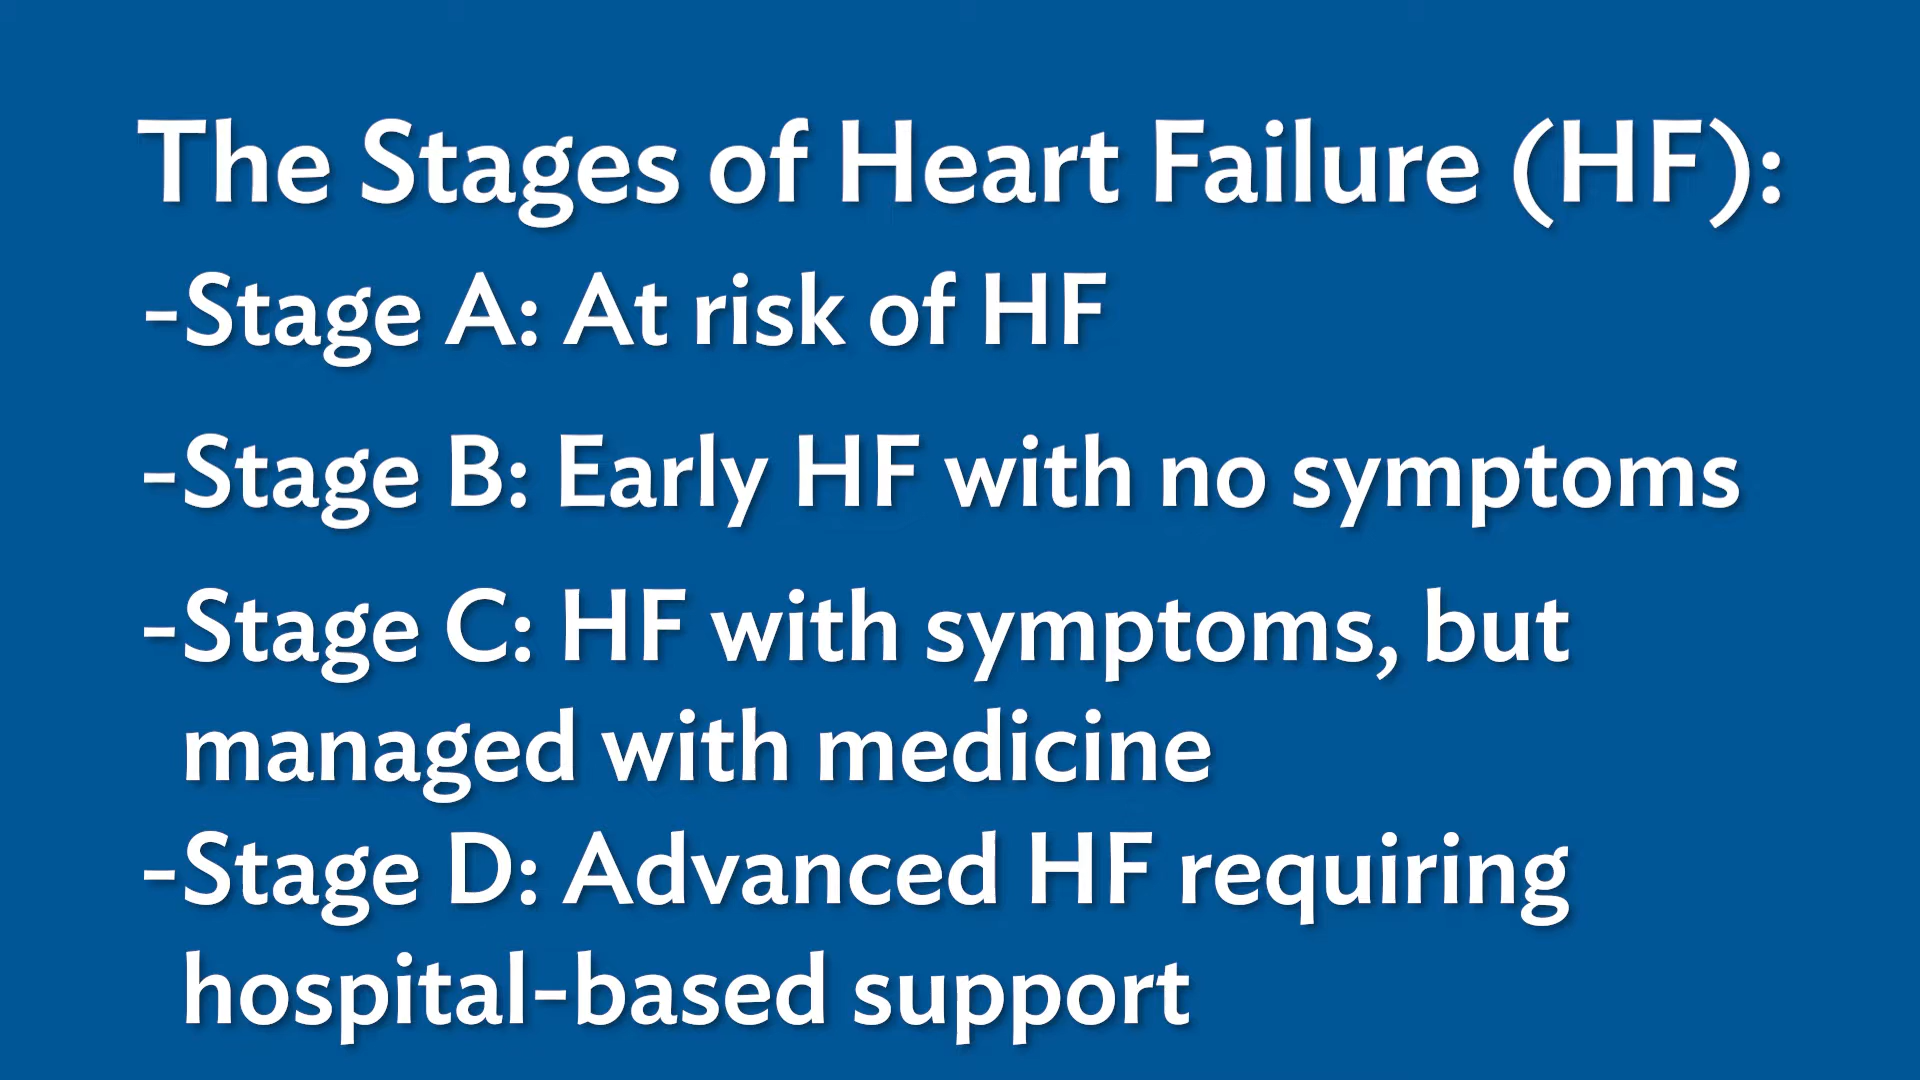 The Stages of Heart Failure (HF):
-Stage A: At risk of HF
-Stage B: Early HF with no symptoms
-Stage C: HF with symptoms, but
managed with medicine
-Stage D: Advanced HF requiring
hospital-based support